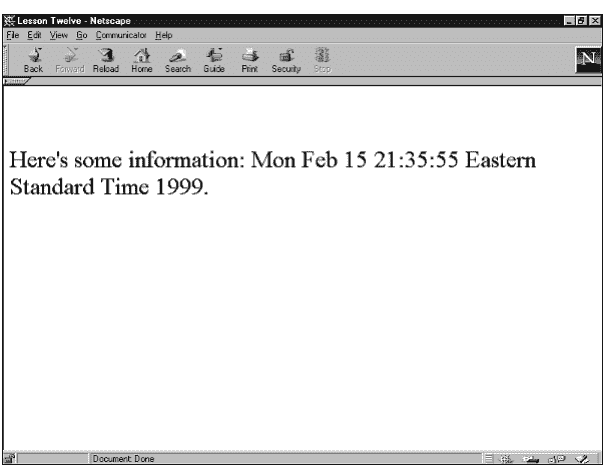 Lesson Twelve - Netscape
File Edit View Go Communicator Help
Back Forward Reload Home Search Guide Print Security Stop
N
Here's some information: Mon Feb 15 21:35:55 Eastern
Standard Time 1999.
Document: Done